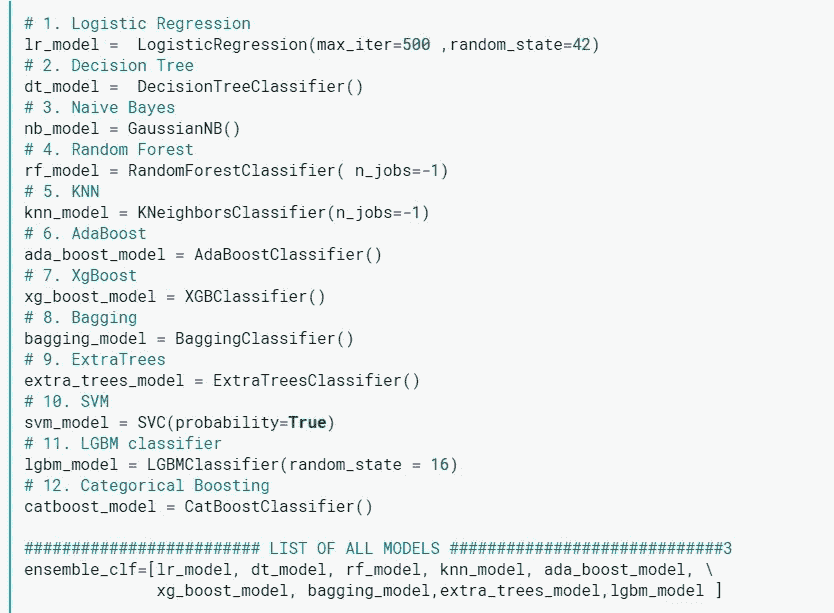 # 1. Logistic Regression
lr_model =  LogisticRegression(max_iter=500 ,random_state=42)
# 2. Decision Tree
dt_model =  DecisionTreeClassifier()
# 3. Naive Bayes
nb_model = GaussianNB()
# 4. Random Forest
rf_model = RandomForestClassifier( n_jobs=-1)
# 5. KNN
knn_model = KNeighborsClassifier(n_jobs=-1)
# 6. AdaBoost
ada_boost_model = AdaBoostClassifier()
# 7. XgBoost
xg_boost_model = XGBClassifier()
# 8. Bagging
bagging_model = BaggingClassifier()
# 9. ExtraTrees
extra_trees_model = ExtraTreesClassifier()
# 10. SVM
svm_model = SVC(probability=True)
# 11. LGBM classifier
lgbm_model = LGBMClassifier(random_state = 16)
# 12. Categorical Boosting
catboost_model = CatBoostClassifier()
######################### LIST OF ALL MODELS #############################3
ensemble_clf=[lr_model, dt_model, rf_model, knn_model, ada_boost_model, \
xg_boost_model, bagging_model,extra_trees_model,lgbm_model ]